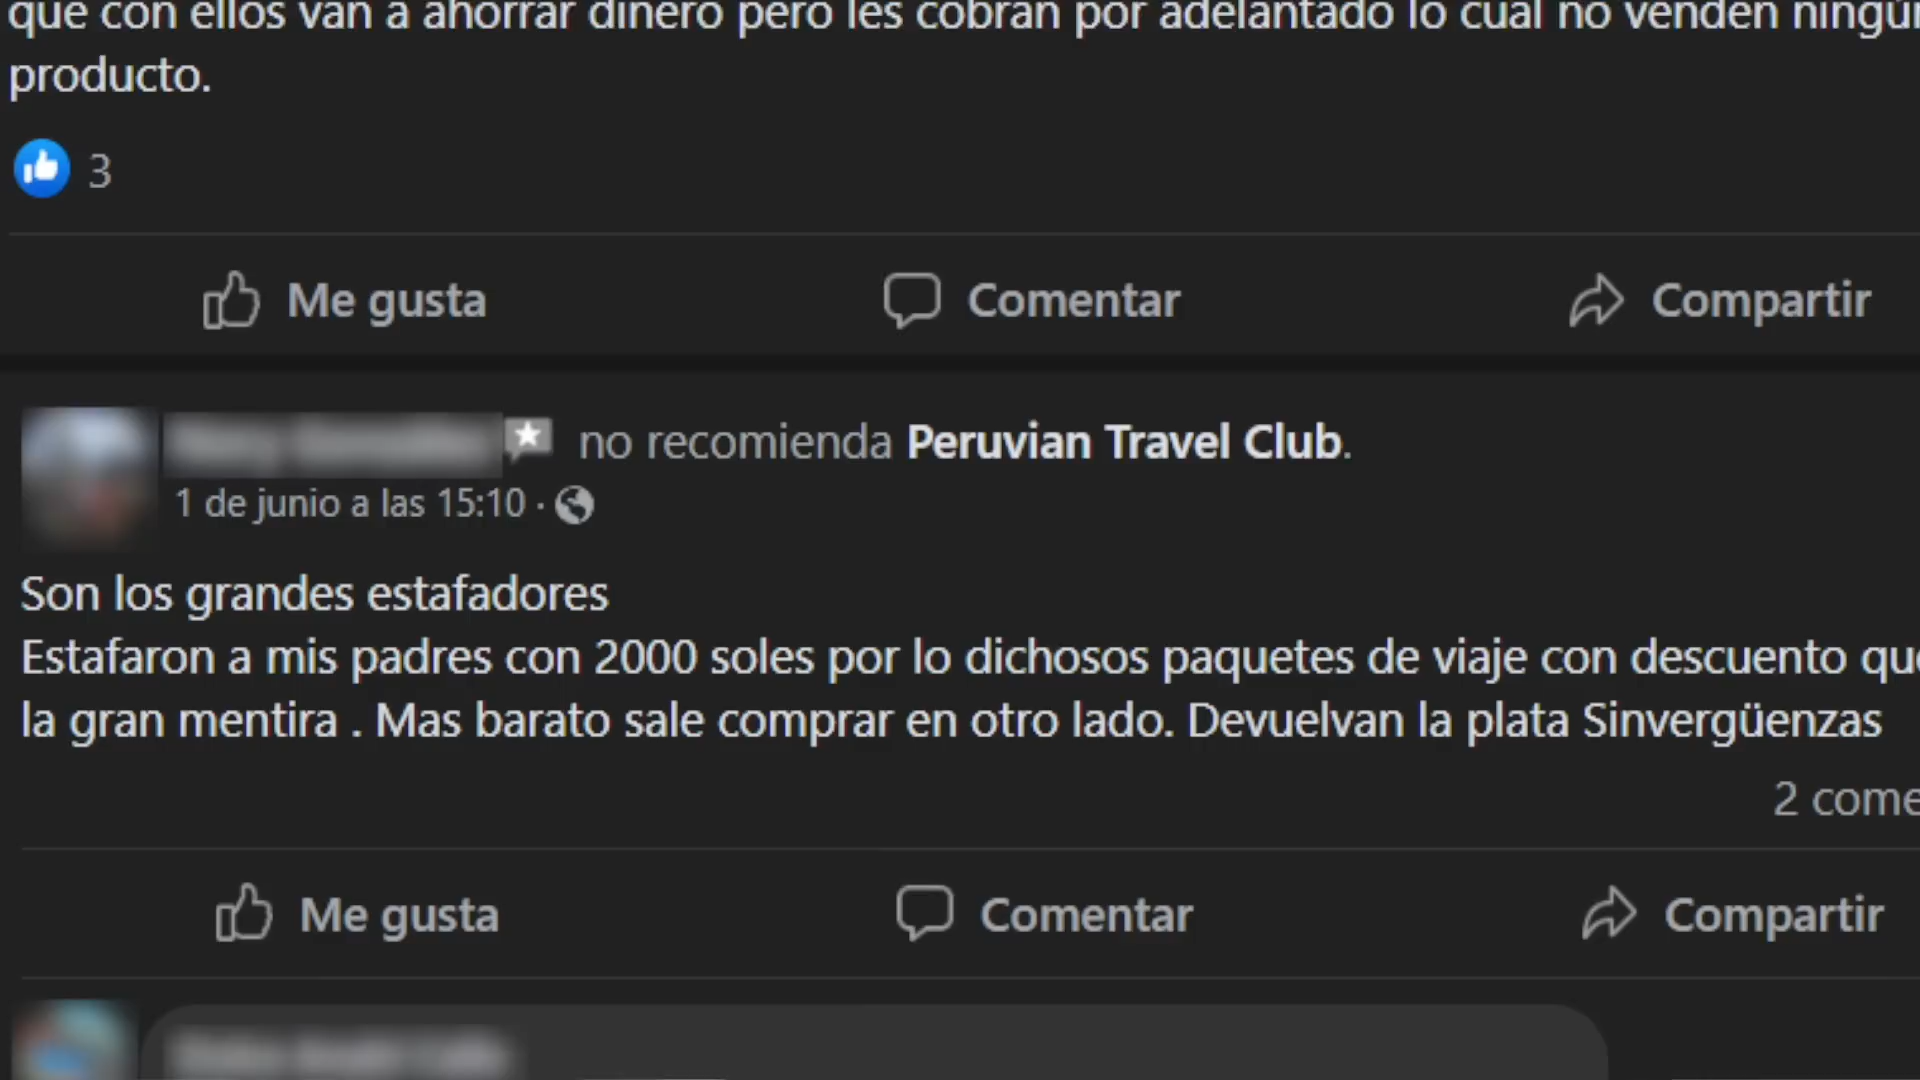 que con ellos van a ahorrar dinero pero les cobran por adelantado lo cual no venden ningún
producto.
3
Me gusta Comentar Compartir
no recomienda Peruvian Travel Club.
1 de junio a las 15:10 ·
Son los grandes estafadores
Estafaron a mis padres con 2000 soles por lo dichosos paquetes de viaje con descuento que
la gran mentira . Mas barato sale comprar en otro lado. Devuelvan la plata Sinvergüenzas
2 come
Me gusta Comentar Compartir